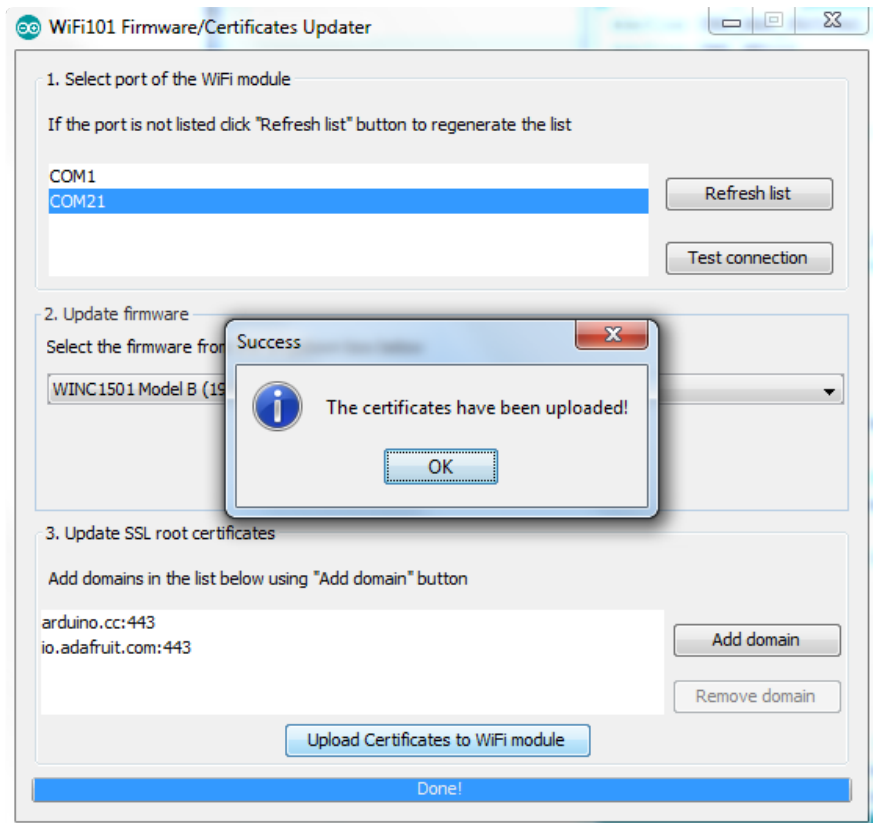 WiFi101 Firmware/Certificates Updater
1. Select port of the WiFi module
If the port is not listed click "Refresh list" button to regenerate the list
COM1
COM21
Refresh list
Test connection
2. Update firmware
Select the firmware from
WINC1501 Model B (19
Success
The certificates have been uploaded!
OK
3. Update SSL root certificates
Add domains in the list below using "Add domain" button
arduino.cc:443
io.adafruit.com:443
Add domain
Remove domain
Upload Certificates to WiFi module
Done!